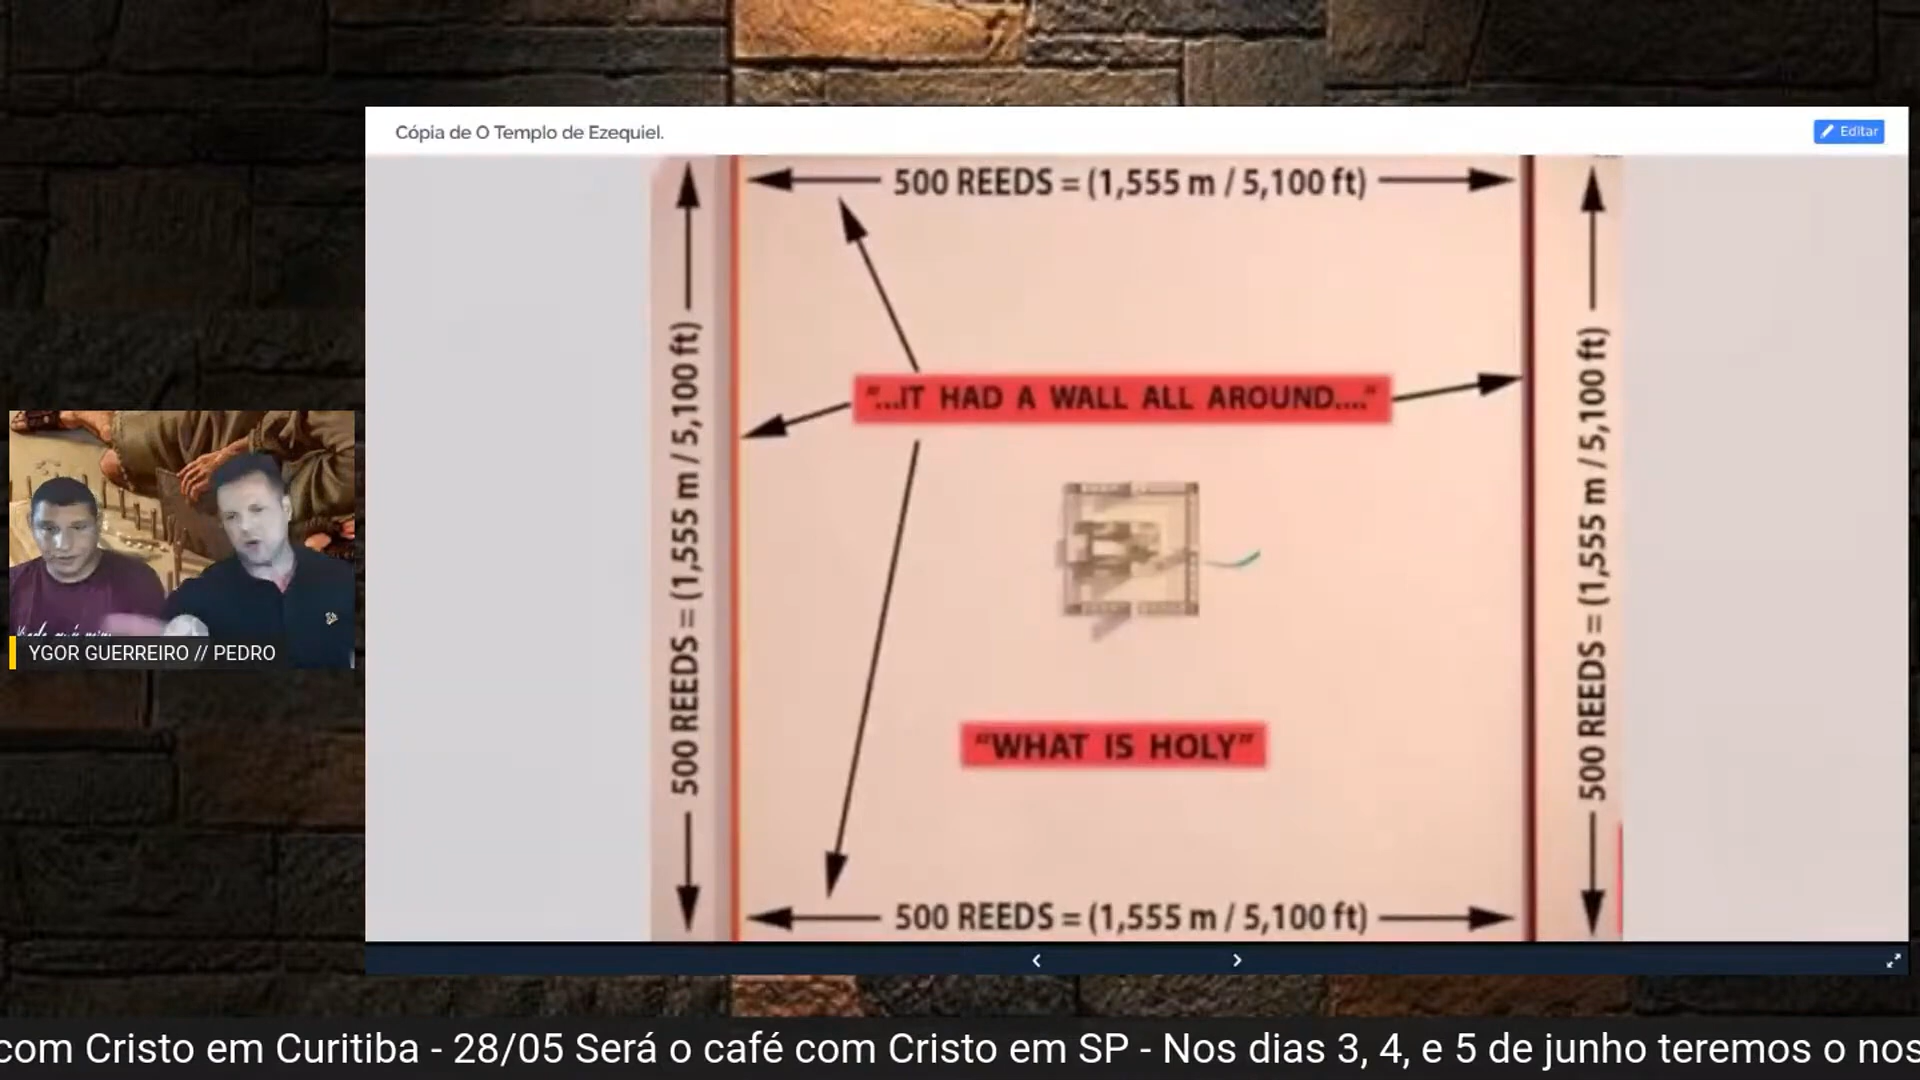 Cópia de O Templo de Ezequiel.
Editar
500 REEDS = (1,555 m / 5,100 ft)
500 REEDS = (1,555 m / 5,100 ft)
500 REEDS = (1,555 m / 5,100 ft)
"...IT HAD A WALL ALL AROUND...."
"WHAT IS HOLY"
500 REEDS = (1,555 m / 5,100 ft)
YGOR GUERREIRO // PEDRO
com Cristo em Curitiba - 28/05 Será o café com Cristo em SP - Nos dias 3, 4, e 5 de junho teremos o nos